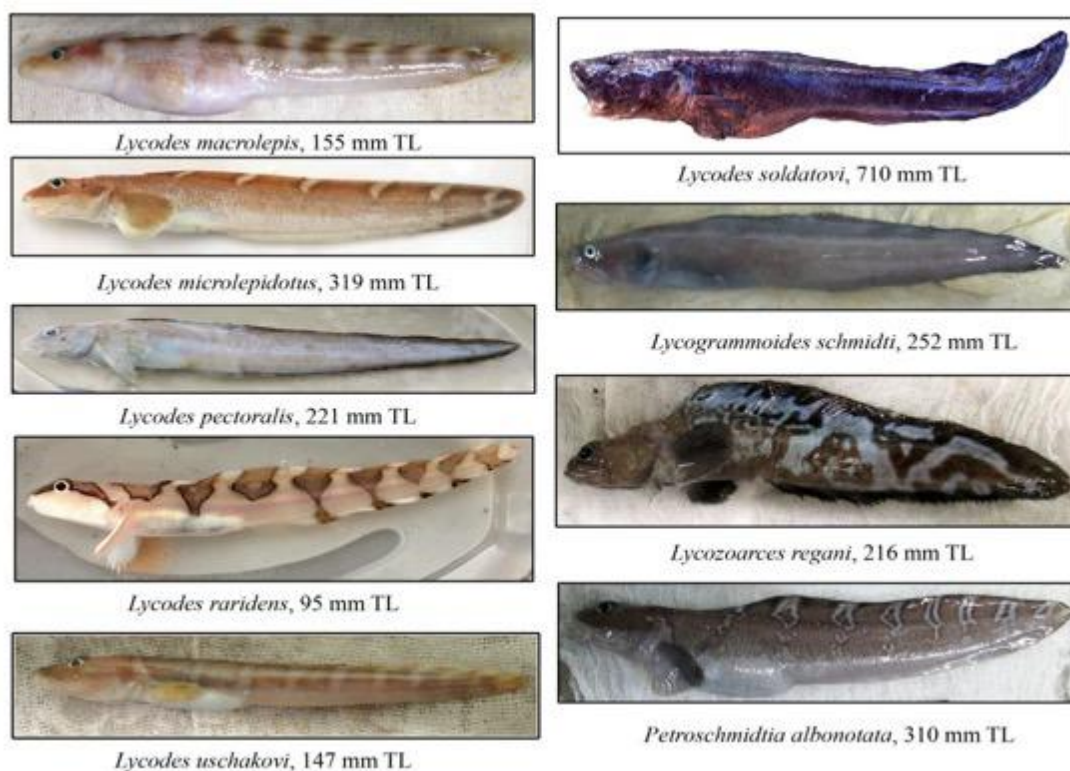 Lycodes macrolepis, 155 mm TL
Lycodes microlepidotus, 319 mm TL
Lycodes pectoralis, 221 mm TL
Lycodes raridens, 95 mm TL
Lycodes uschakovi, 147 mm TL
Lycodes soldatovi, 710 mm TL
Lycogrammoides schmidti, 252 mm TL
Lycozoarces regani, 216 mm TL
Petroschmidtia albonotata, 310 mm TL